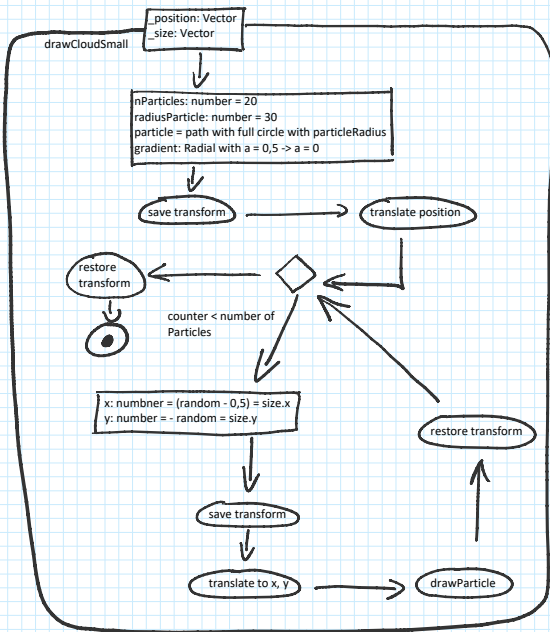 _position: Vector
_size: Vector
drawCloudSmall
nParticles: number = 20
radiusParticle: number = 30
particle = path with full circle with particleRadius
gradient: Radial with a = 0,5 -> a = 0
save transform
translate position
restore
transform
counter < number of
Particles
x: numbner = (random - 0,5) = size.x
y: number = - random = size.y
restore transform
save transform
translate to x, y
drawParticle